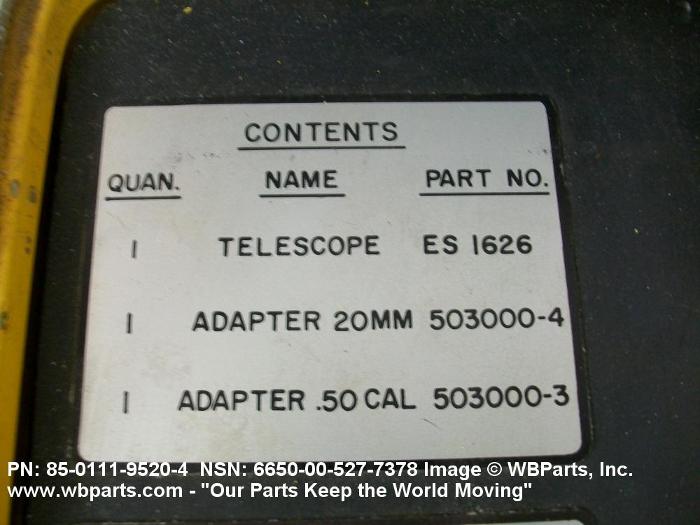 CONTENTS
QUAN. NAME PART NO.
1 TELESCOPE ES 1626
1 ADAPTER 20MM 503000-4
1 ADAPTER .50 CAL 503000-3
PN: 85-0111-9520-4 NSN: 6650-00-527-7378 Image © WBParts, Inc.
www.wbparts.com - "Our Parts Keep the World Moving"